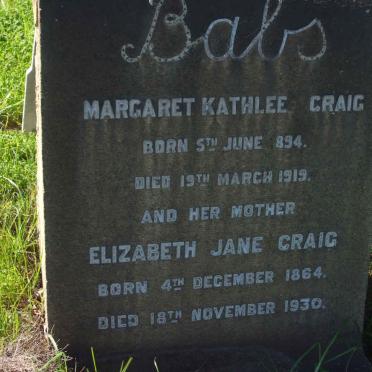 Babs
MARGARET KATHLEE CRAIG
BORN 5TH JUNE 894.
DIED 19TH MARCH 1919.
AND HER MOTHER
ELIZABETH JANE CRAIG
BORN 4TH DECEMBER 1864.
DIED 18TH NOVEMBER 1930.